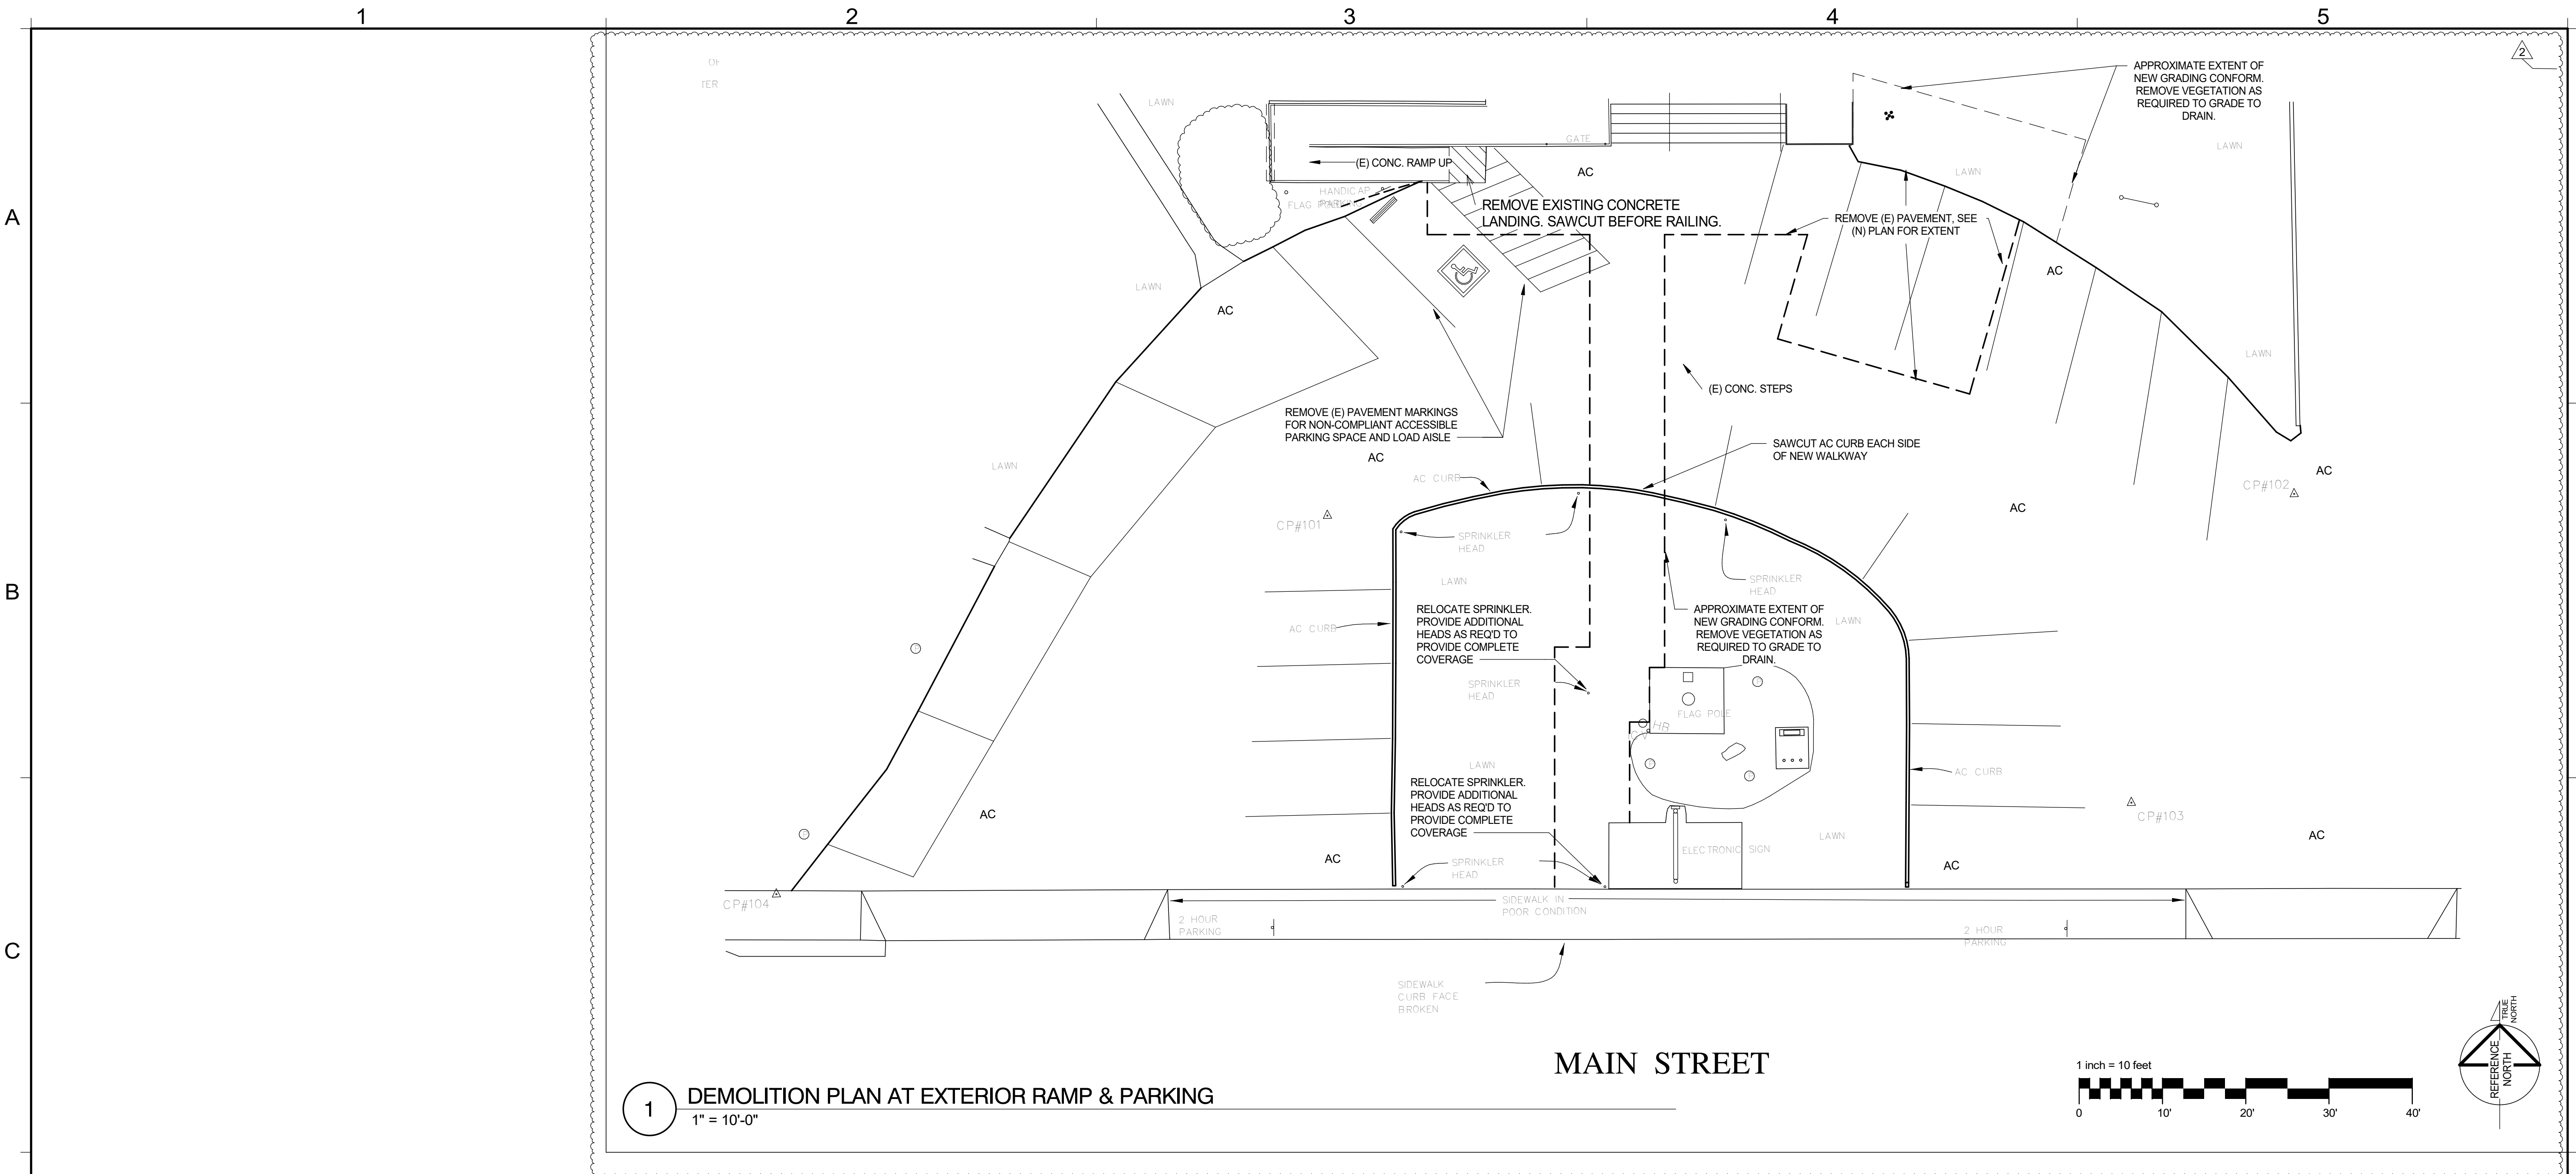 1 2 3 4 5
A
B
C
2
APPROXIMATE EXTENT OF
NEW GRADING CONFORM.
REMOVE VEGETATION AS
REQUIRED TO GRADE TO
DRAIN.
LAWN
GATE
LAWN
(E) CONC. RAMP UP
AC
LAWN
HANDICAP
PARKING
FLAG POLE
REMOVE EXISTING CONCRETE
LANDING. SAWCUT BEFORE RAILING.
REMOVE (E) PAVEMENT, SEE
(N) PLAN FOR EXTENT
AC
LAWN
AC
LAWN
(E) CONC. STEPS
REMOVE (E) PAVEMENT MARKINGS
FOR NON-COMPLIANT ACCESSIBLE
PARKING SPACE AND LOAD AISLE
SAWCUT AC CURB EACH SIDE
OF NEW WALKWAY
AC
LAWN
AC
AC CURB
CP#102
AC
CP#101
SPRINKLER
HEAD
LAWN
SPRINKLER
HEAD
RELOCATE SPRINKLER.
PROVIDE ADDITIONAL
HEADS AS REQ'D TO
PROVIDE COMPLETE
COVERAGE
APPROXIMATE EXTENT OF
NEW GRADING CONFORM.
REMOVE VEGETATION AS
REQUIRED TO GRADE TO
DRAIN.
LAWN
AC CURB
SPRINKLER
HEAD
FLAG POLE
HB
LAWN
AC CURB
RELOCATE SPRINKLER.
PROVIDE ADDITIONAL
HEADS AS REQ'D TO
PROVIDE COMPLETE
COVERAGE
AC
CP#103
LAWN
AC
ELECTRONIC SIGN
AC
SPRINKLER
HEAD
AC
CP#104
SIDEWALK IN
POOR CONDITION
2 HOUR
PARKING
2 HOUR
PARKING
SIDEWALK
CURB FACE
BROKEN
MAIN STREET
1 inch = 10 feet
0 10' 20' 30' 40'
TRUE
NORTH
REFERENCE
NORTH
1
DEMOLITION PLAN AT EXTERIOR RAMP & PARKING
1" = 10'-0"